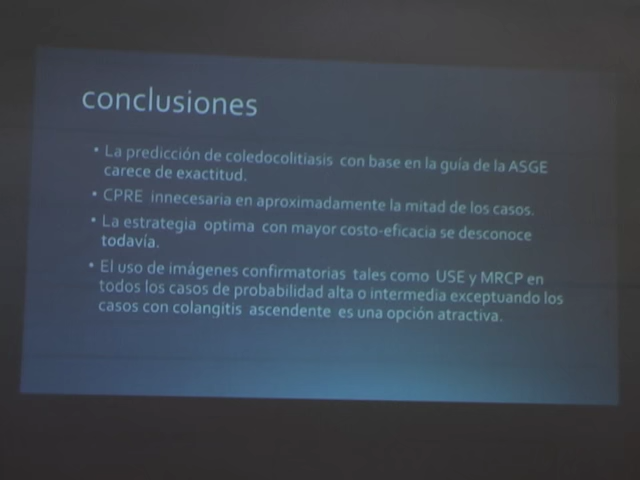 conclusiones
• La predicción de coledocolitiasis con base en la guía de la ASGE
carece de exactitud.
• CPRE innecesaria en aproximadamente la mitad de los casos.
• La estrategia optima con mayor costo-eficacia se desconoce
todavía.
• El uso de imágenes confirmatorias tales como USE y MRCP en
todos los casos de probabilidad alta o intermedia exceptuando los
casos con colangitis ascendente es una opción atractiva.